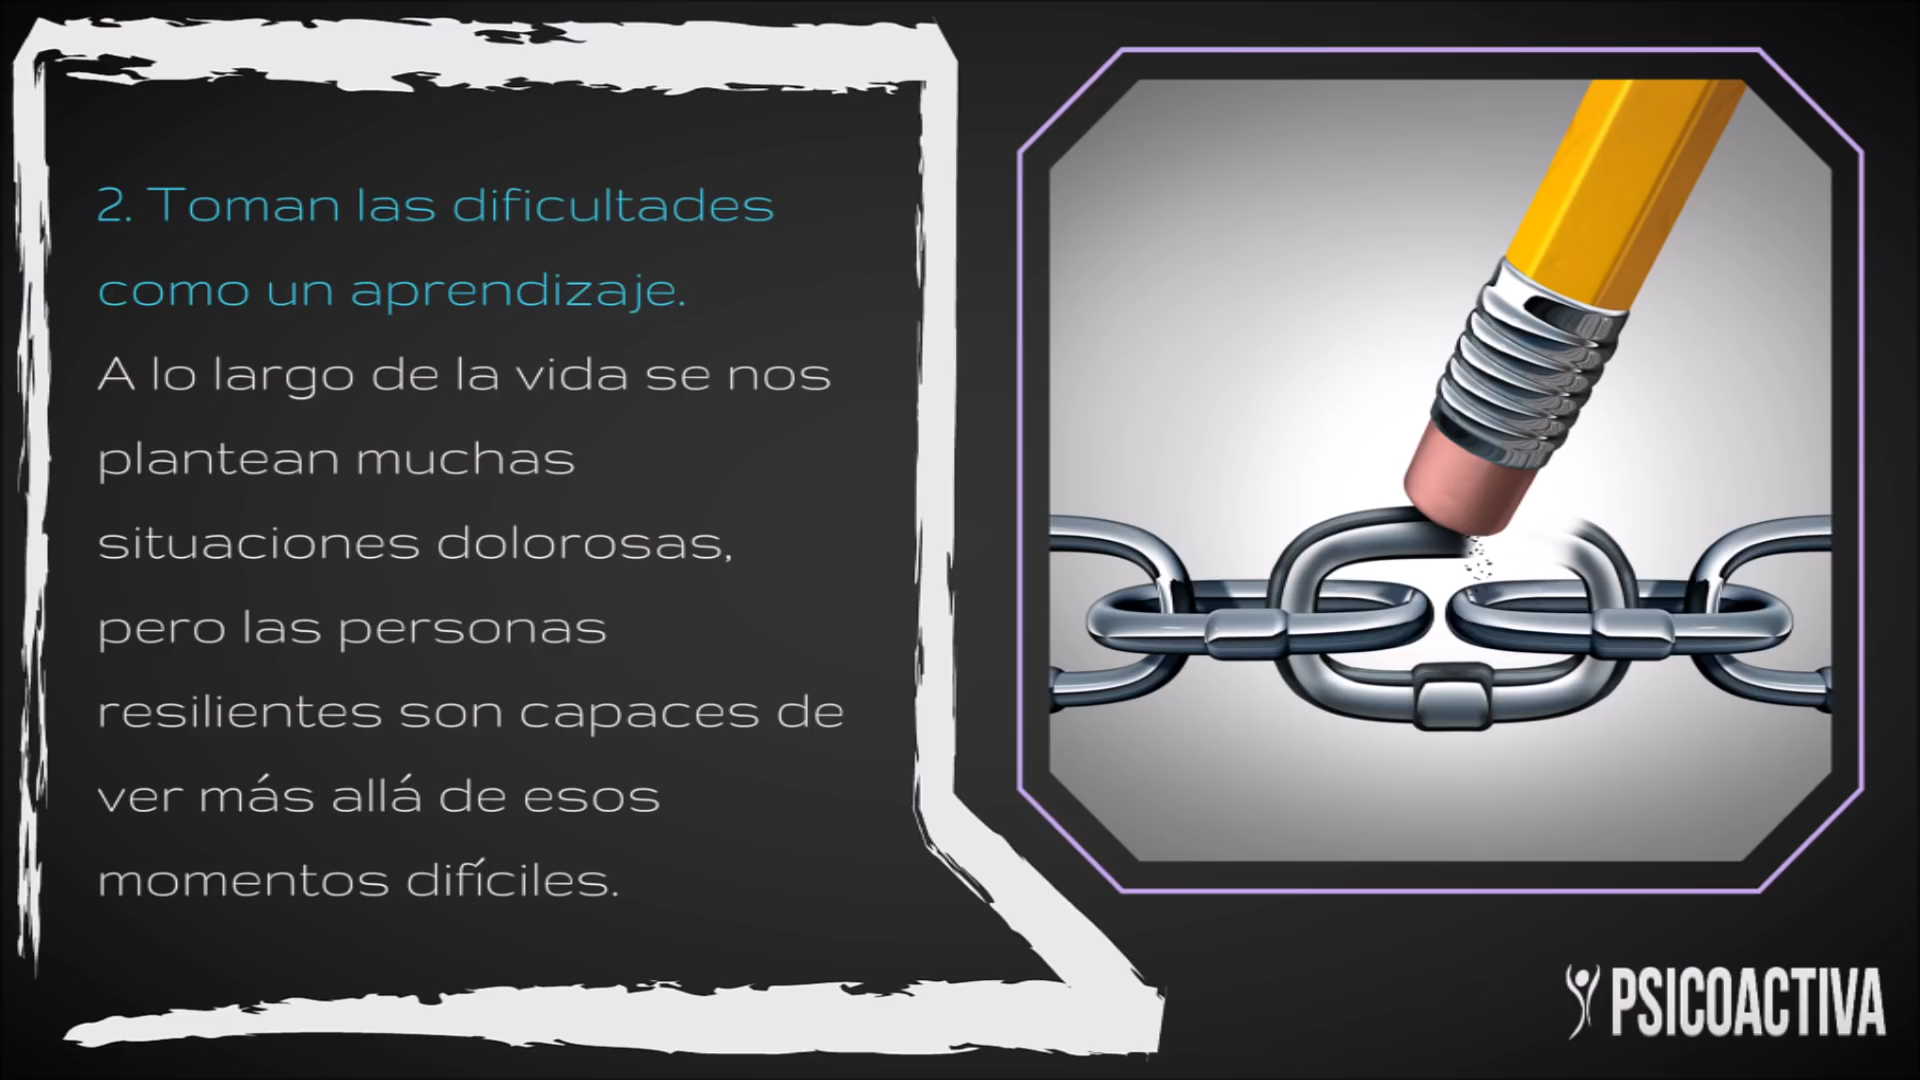 2. Toman las dificultades
como un aprendizaje.
A lo largo de la vida se nos
plantean muchas
situaciones dolorosas,
pero las personas
resilientes son capaces de
ver más allá de esos
momentos difíciles.
PSICOACTIVA